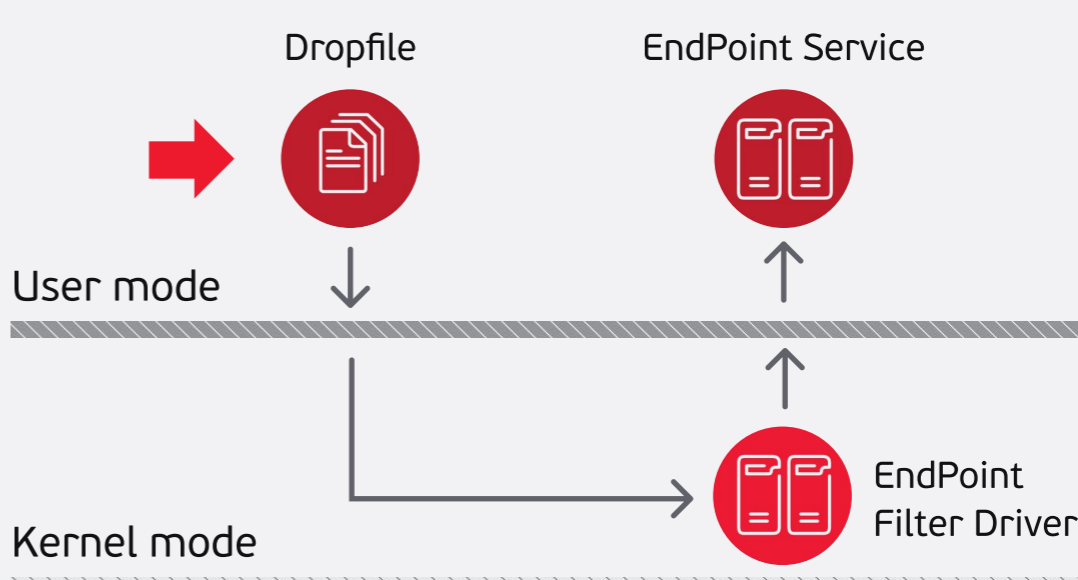 Dropfile
EndPoint Service
User mode
EndPoint
Filter Driver
Kernel mode